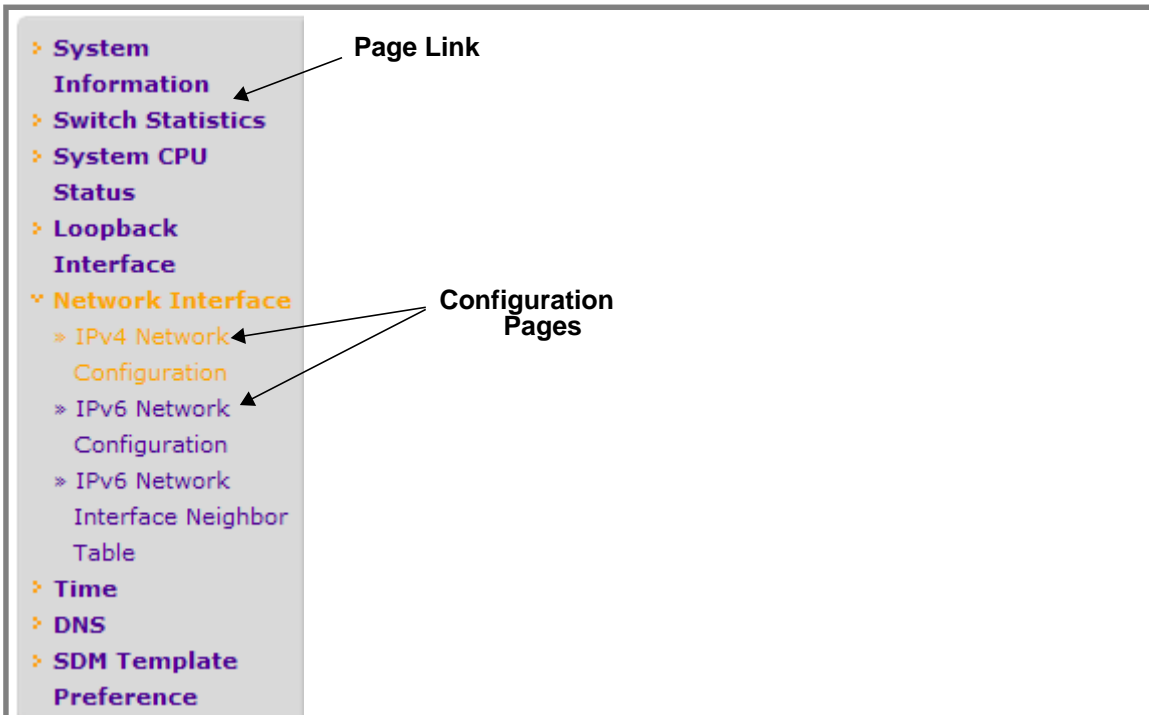 System
Information
Switch Statistics
System CPU
Status
Loopback
Interface
Network Interface
» IPv4 Network
Configuration
» IPv6 Network
Configuration
» IPv6 Network
Interface Neighbor
Table
Time
DNS
SDM Template
Preference
Page Link
Configuration
Pages